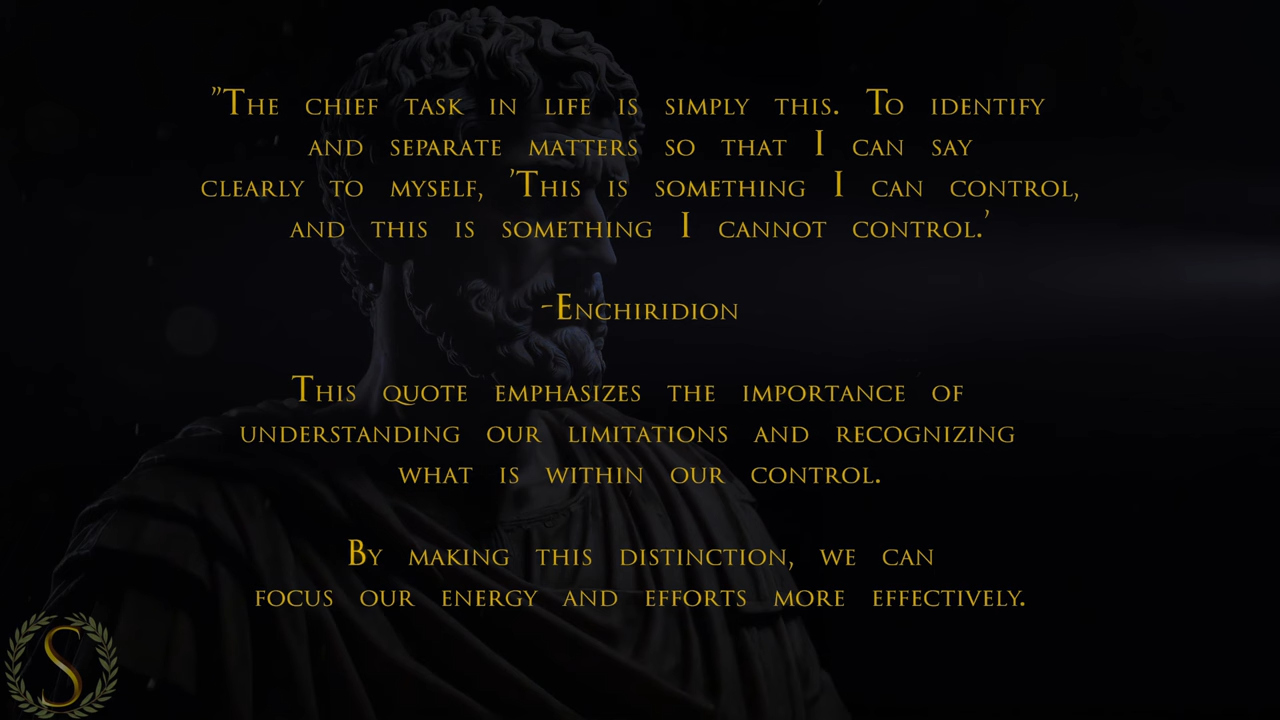 "The chief task in life is simply this. To identify
and separate matters so that I can say
clearly to myself, 'This is something I can control,
and this is something I cannot control.'
-Enchiridion
This quote emphasizes the importance of
understanding our limitations and recognizing
what is within our control.
By making this distinction, we can
focus our energy and efforts more effectively.
S